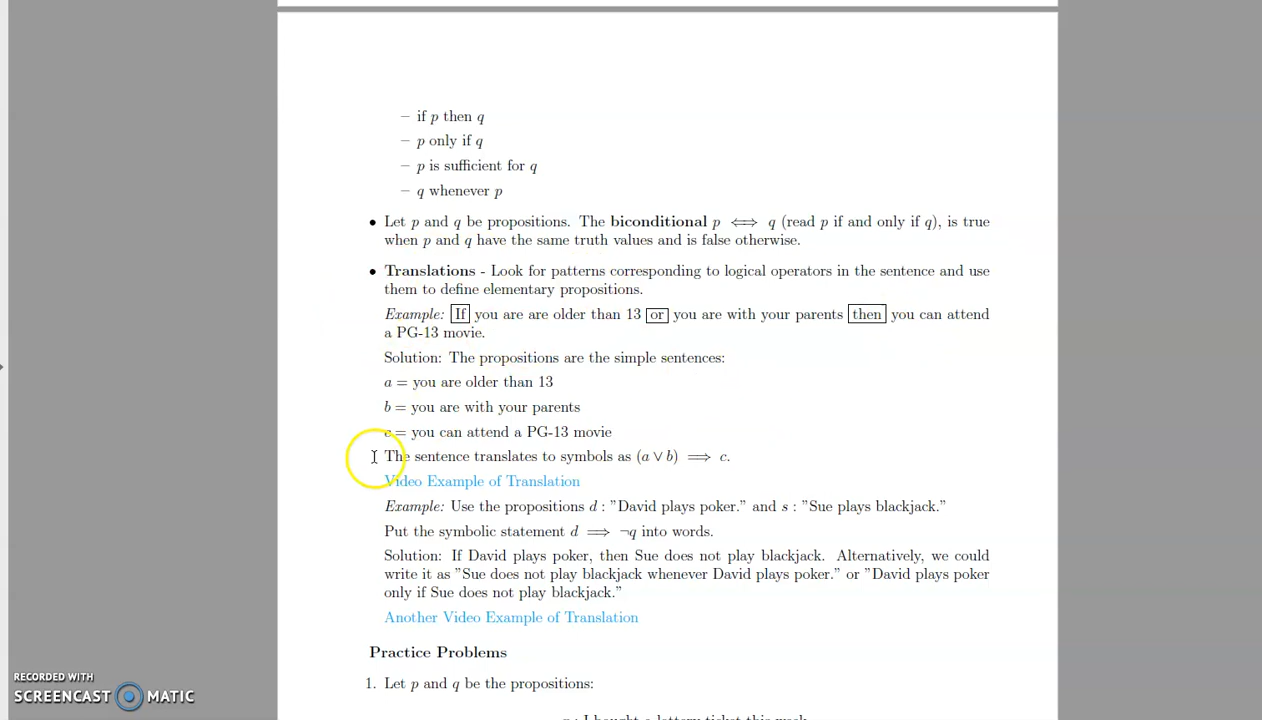 – if p then q
– p only if q
– p is sufficient for q
– q whenever p
• Let p and q be propositions. The biconditional p ⟺ q (read p if and only if q), is true
when p and q have the same truth values and is false otherwise.
• Translations - Look for patterns corresponding to logical operators in the sentence and use
them to define elementary propositions.
Example: If you are are older than 13 or you are with your parents then you can attend
a PG-13 movie.
Solution: The propositions are the simple sentences:
a = you are older than 13
b = you are with your parents
c = you can attend a PG-13 movie
The sentence translates to symbols as (a ∨ b) ⟹ c.
Video Example of Translation
Example: Use the propositions d : ”David plays poker.” and s : ”Sue plays blackjack.”
Put the symbolic statement d ⟹ ¬q into words.
Solution: If David plays poker, then Sue does not play blackjack. Alternatively, we could
write it as ”Sue does not play blackjack whenever David plays poker.” or ”David plays poker
only if Sue does not play blackjack.”
Another Video Example of Translation
Practice Problems
1. Let p and q be the propositions:
p : I bought a lottery ticket this week
RECORDED WITH
SCREENCAST MATIC